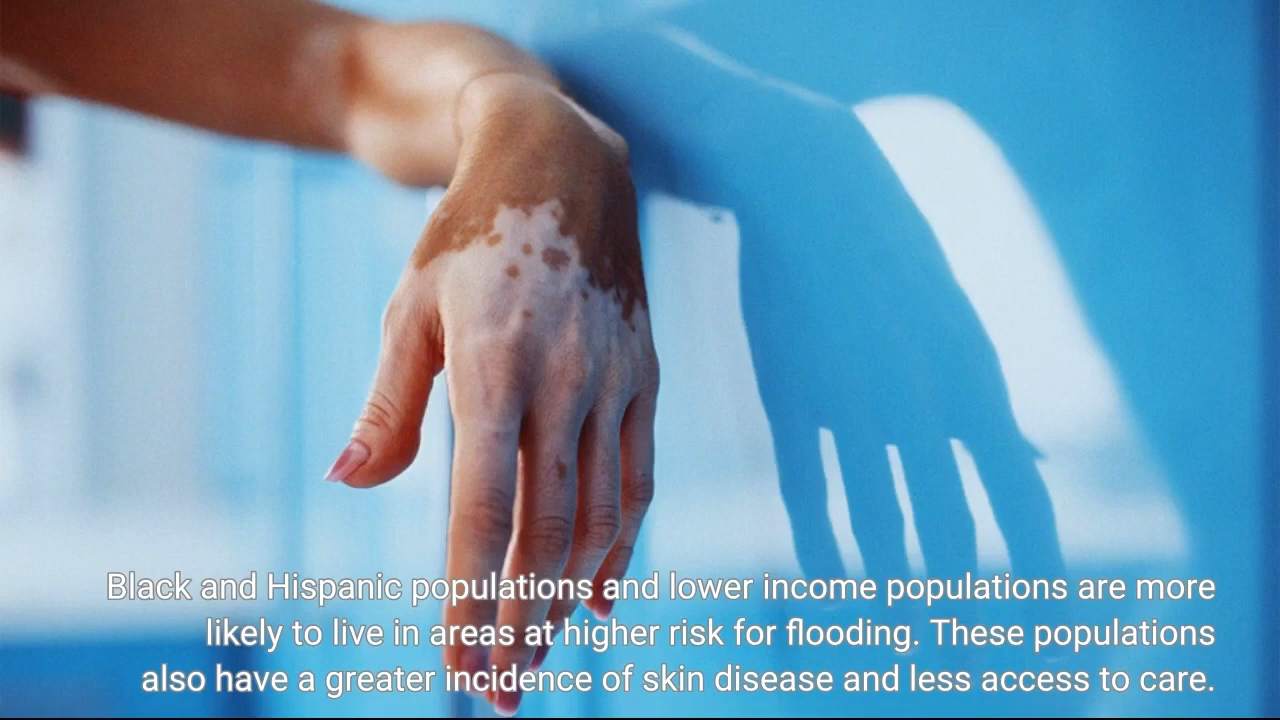 Black and Hispanic populations and lower income populations are more
likely to live in areas at higher risk for flooding. These populations
also have a greater incidence of skin disease and less access to care.